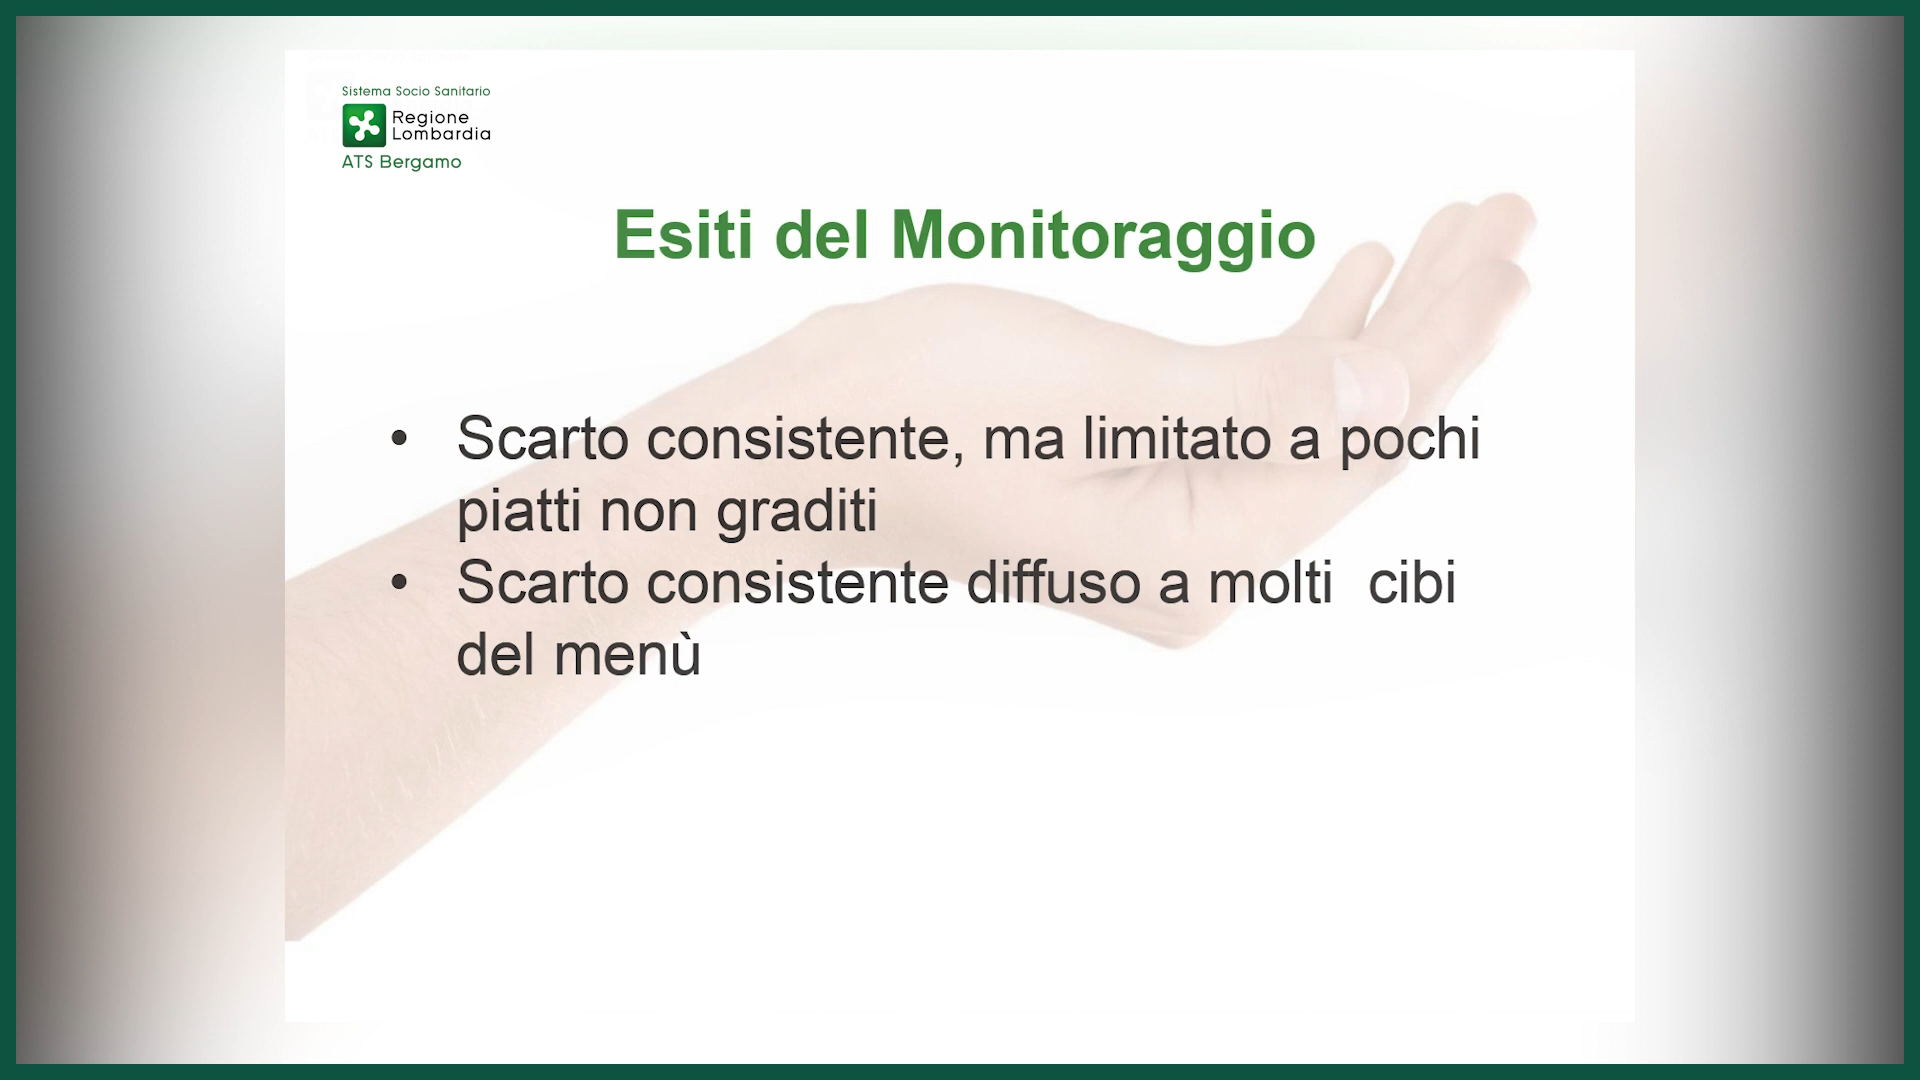 Sistema Socio Sanitario
Regione
Lombardia
ATS Bergamo
Esiti del Monitoraggio
• Scarto consistente, ma limitato a pochi
piatti non graditi
• Scarto consistente diffuso a molti  cibi
del menù